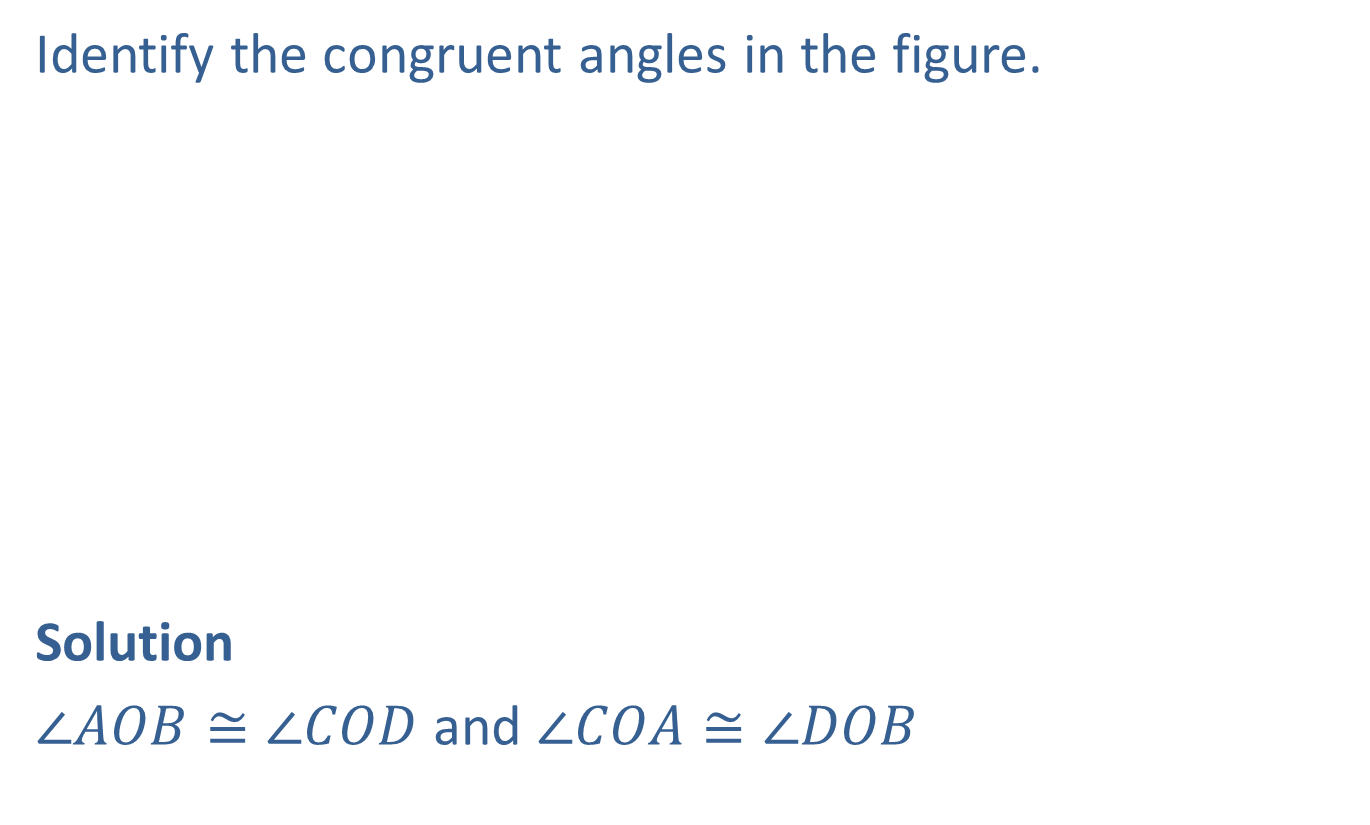 Identify the congruent angles in the figure.
Solution
∠AOB ≅ ∠COD and ∠COA ≅ ∠DOB